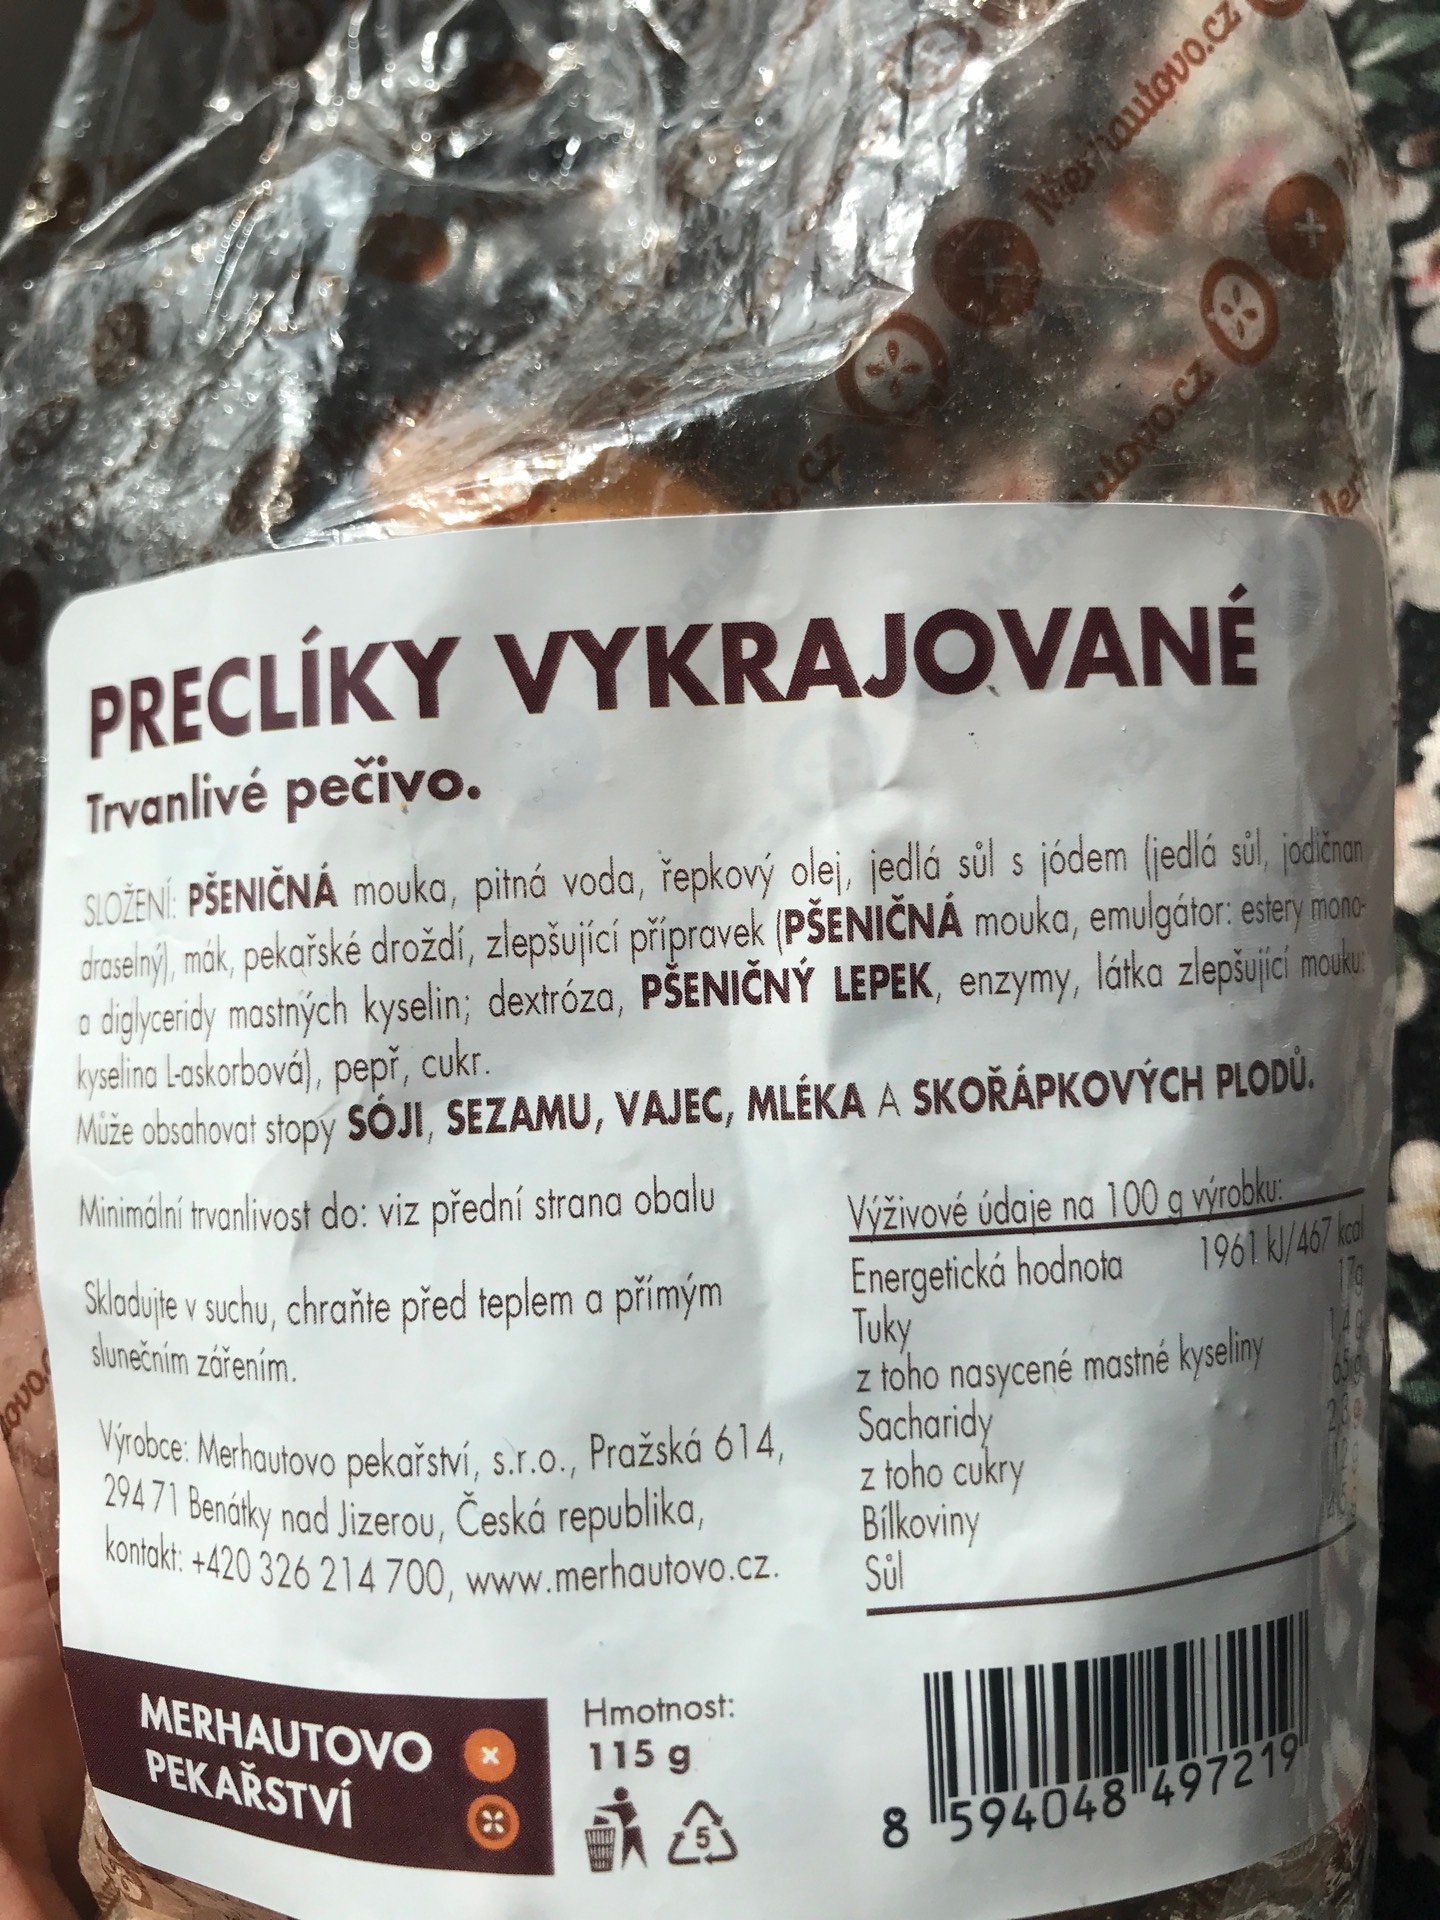 Merhautovo.cz
PRECLÍKY VYKRAJOVANÉ
Trvanlivé pečivo.
SLOŽENÍ: PŠENIČNÁ mouka, pitná voda, řepkový olej, jedlá sůl s jódem (jedlá sůl, jodičnan
draselný), mák, pekařské droždí, zlepšující přípravek (PŠENIČNÁ mouka, emulgátor: estery mono-
a diglyceridy mastných kyselin; dextróza, PŠENIČNÝ LEPEK, enzymy, látka zlepšující mouku:
kyselina L-askorbová), pepř, cukr.
Může obsahovat stopy SÓJI, SEZAMU, VAJEC, MLÉKA A SKOŘÁPKOVÝCH PLODŮ.
Minimální trvanlivost do: viz přední strana obalu
Skladujte v suchu, chraňte před teplem a přímým
slunečním zářením.
Výrobce: Merhautovo pekařství, s.r.o., Pražská 614,
294 71 Benátky nad Jizerou, Česká republika,
kontakt: +420 326 214 700, www.merhautovo.cz.
Výživové údaje na 100 g výrobku:
Energetická hodnota 1961 kJ/467 kcal
Tuky 17g
z toho nasycené mastné kyseliny
Sacharidy 65 g
z toho cukry
Bílkoviny
Sůl
MERHAUTOVO
PEKAŘSTVÍ
Hmotnost:
115 g
5
8 594048 497219